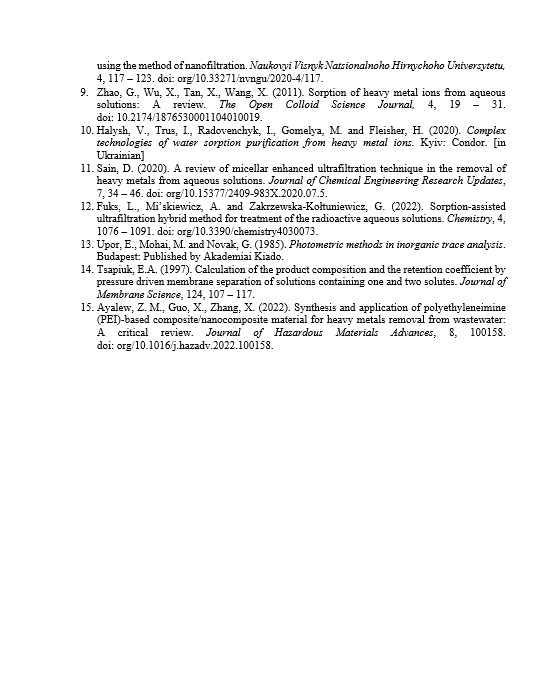 using the method of nanofiltration. Naukovyi Visnyk Natsionalnoho Hirnychoho Universytetu,
4, 117 – 123. doi: org/10.33271/nvngu/2020-4/117.
9. Zhao, G., Wu, X., Tan, X., Wang, X. (2011). Sorption of heavy metal ions from aqueous
solutions: A review. The Open Colloid Science Journal, 4, 19 – 31.
doi: 10.2174/1876530001104010019.
10. Halysh, V., Trus, I., Radovenchyk, I., Gomelya, M. and Fleisher, H. (2020). Complex
technologies of water sorption purification from heavy metal ions. Kyiv: Condor. [in
Ukrainian]
11. Sain, D. (2020). A review of micellar enhanced ultrafiltration technique in the removal of
heavy metals from aqueous solutions. Journal of Chemical Engineering Research Updates,
7, 34 – 46. doi: org/10.15377/2409-983X.2020.07.5.
12. Fuks, L., Mi'skiewicz, A. and Zakrzewska-Kołtuniewicz, G. (2022). Sorption-assisted
ultrafiltration hybrid method for treatment of the radioactive aqueous solutions. Chemistry, 4,
1076 – 1091. doi: org/10.3390/chemistry4030073.
13. Upor, E., Mohai, M. and Novak, G. (1985). Photometric methods in inorganic trace analysis.
Budapest: Published by Akademiai Kiado.
14. Tsapiuk, E.A. (1997). Calculation of the product composition and the retention coefficient by
pressure driven membrane separation of solutions containing one and two solutes. Journal of
Membrane Science, 124, 107 – 117.
15. Ayalew, Z. M., Guo, X., Zhang, X. (2022). Synthesis and application of polyethyleneimine
(PEI)-based composite/nanocomposite material for heavy metals removal from wastewater:
A critical review. Journal of Hazardous Materials Advances, 8, 100158.
doi: org/10.1016/j.hazadv.2022.100158.